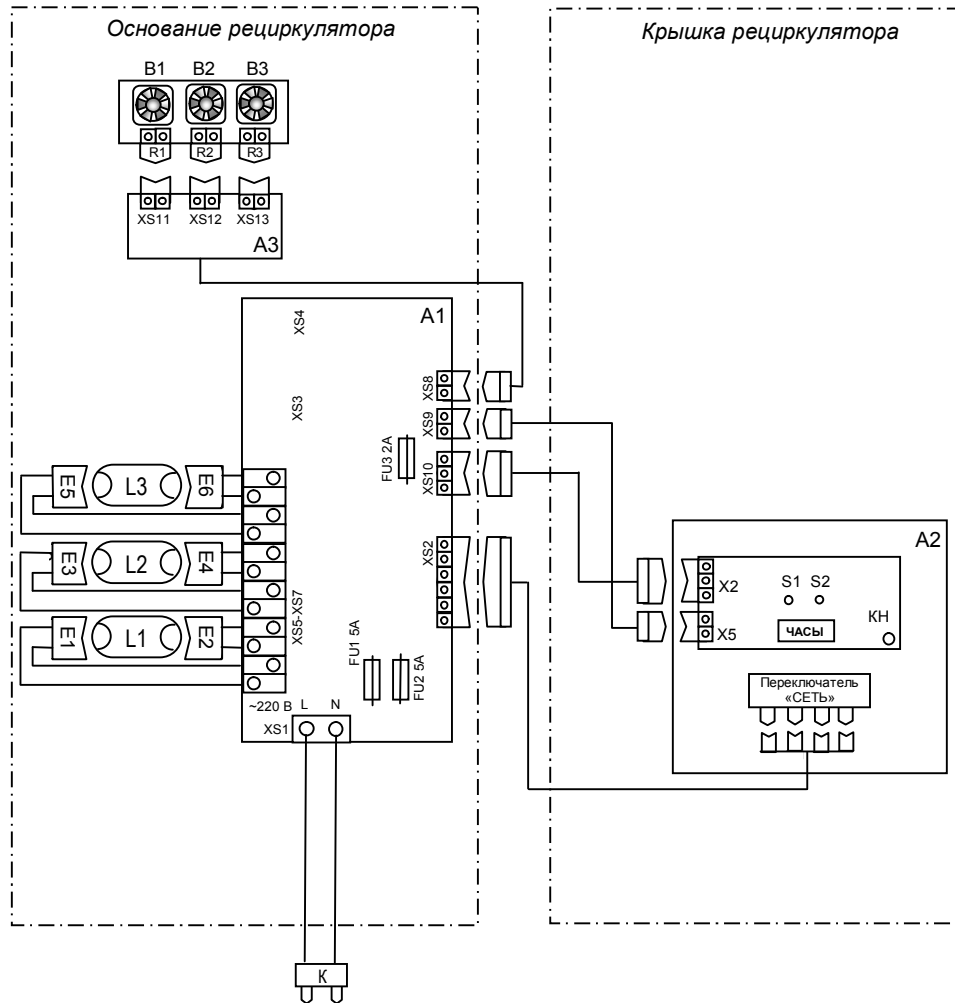 Основание рециркулятора
Крышка рециркулятора
B1 B2 B3
R1 R2 R3
XS11 XS12 XS13
A3
A1
XS4
XS8
XS3
XS9
FU3 2A
XS10
E5 L3 E6
XS2
A2
E3 L2 E4
X2
S1 S2
XS5-XS7
E1 L1 E2
X5
ЧАСЫ
КН
FU1 5A
FU2 5A
Переключатель
«СЕТЬ»
~220 В L N
XS1
К